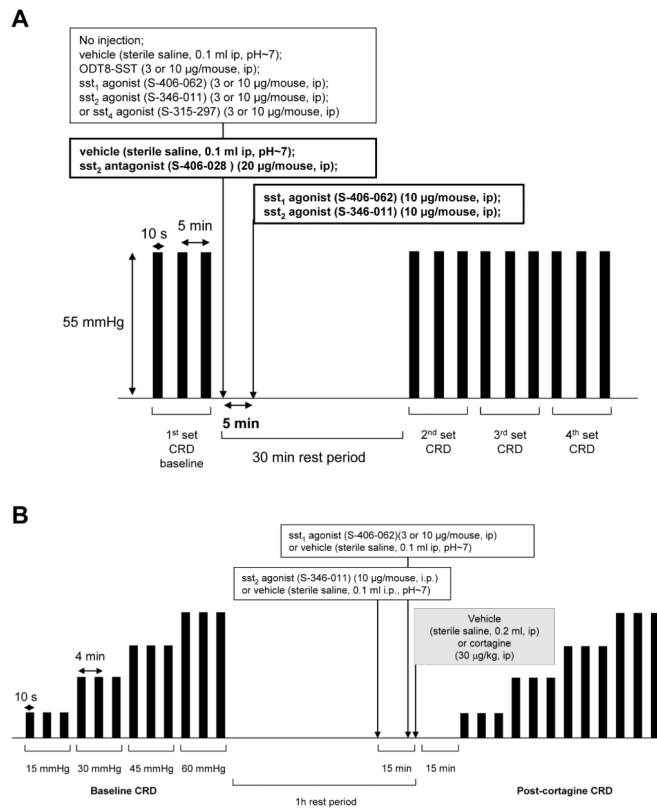 A
No injection;
vehicle (sterile saline, 0.1 ml ip, pH~7);
ODT8-SST (3 or 10 µg/mouse, ip);
sst1 agonist (S-406-062) (3 or 10 µg/mouse, ip);
sst2 agonist (S-346-011) (3 or 10 µg/mouse, ip);
or sst4 agonist (S-315-297) (3 or 10 µg/mouse, ip)
vehicle (sterile saline, 0.1 ml ip, pH~7);
sst2 antagonist (S-406-028 ) (20 µg/mouse, ip);
sst1 agonist (S-406-062) (10 µg/mouse, ip);
sst2 agonist (S-346-011) (10 µg/mouse, ip);
5 min
10 s
55 mmHg
5 min
1st set
CRD
baseline
30 min rest period
2nd set
CRD
3rd set
CRD
4th set
CRD
B
sst1 agonist (S-406-062)(3 or 10 µg/mouse, ip)
or vehicle (sterile saline, 0.1 ml ip, pH~7)
sst2 agonist (S-346-011) (10 µg/mouse, i.p.)
or vehicle (sterile saline, 0.1 ml i.p., pH~7)
Vehicle
(sterile saline, 0.2 ml, ip)
or cortagine
(30 µg/kg, ip)
4 min
10 s
15 mmHg
30 mmHg
45 mmHg
60 mmHg
15 min
15 min
Baseline CRD
1h rest period
Post-cortagine CRD